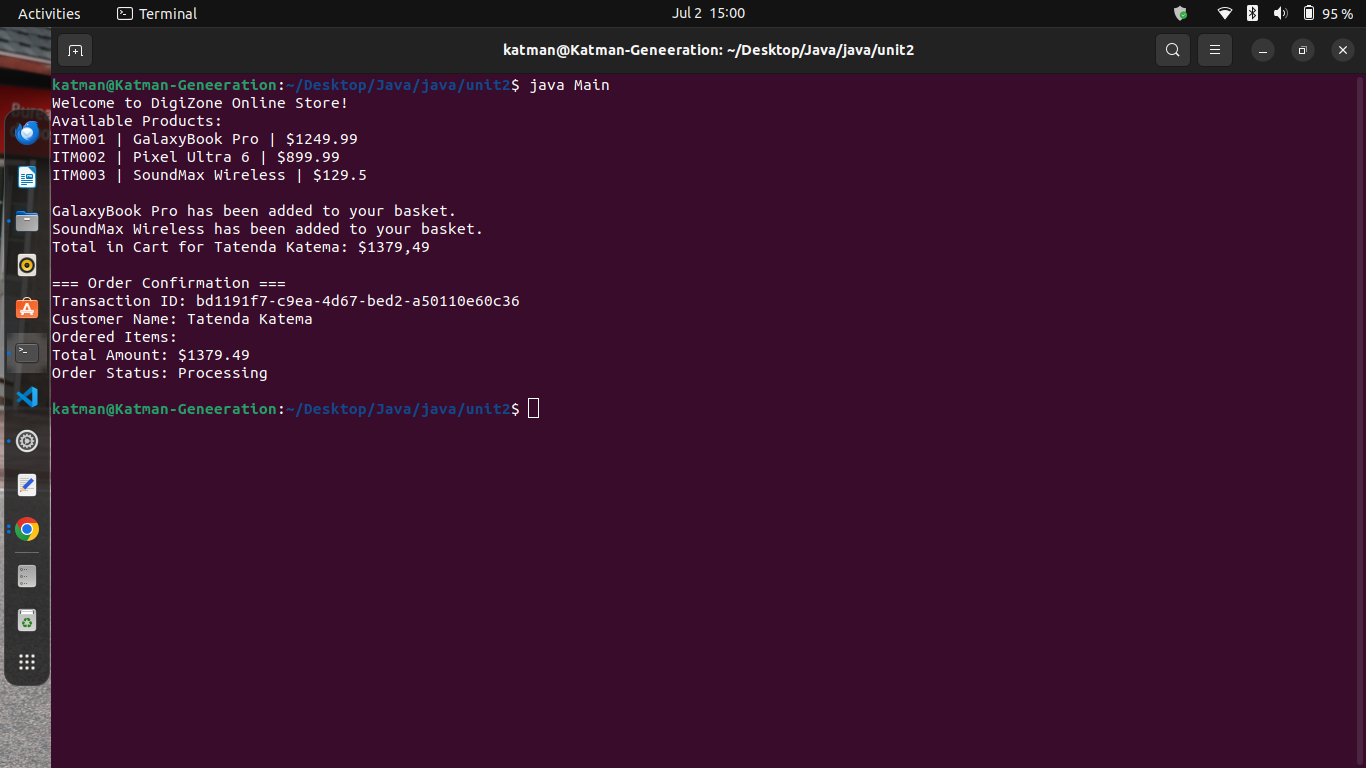 Activities Terminal Jul 2 15:00 95 %
katman@Katman-Geneeration: ~/Desktop/Java/java/unit2
katman@Katman-Geneeration:~/Desktop/Java/java/unit2$ java Main
Welcome to DigiZone Online Store!
Available Products:
ITM001 | GalaxyBook Pro | $1249.99
ITM002 | Pixel Ultra 6 | $899.99
ITM003 | SoundMax Wireless | $129.5
GalaxyBook Pro has been added to your basket.
SoundMax Wireless has been added to your basket.
Total in Cart for Tatenda Katema: $1379,49
=== Order Confirmation ===
Transaction ID: bd1191f7-c9ea-4d67-bed2-a50110e60c36
Customer Name: Tatenda Katema
Ordered Items:
Total Amount: $1379.49
Order Status: Processing
katman@Katman-Geneeration:~/Desktop/Java/java/unit2$